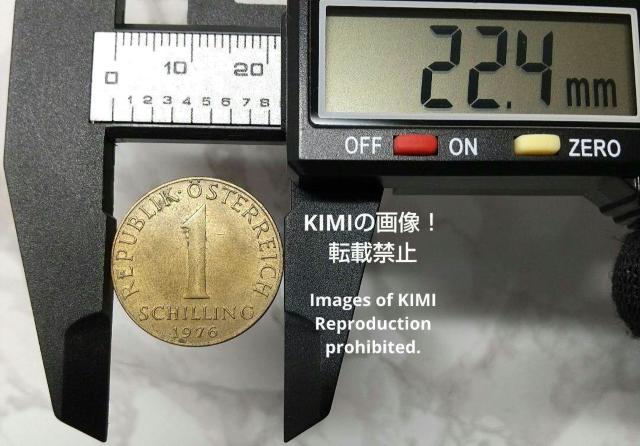 22.4 mm
0 10 20
1 2 3 4 5 6 7 8
OFF ON ZERO
REPUBLIK·ÖSTERREICH
1
SCHILLING
1976
KIMIの画像！
転載禁止
Images of KIMI
Reproduction
prohibited.